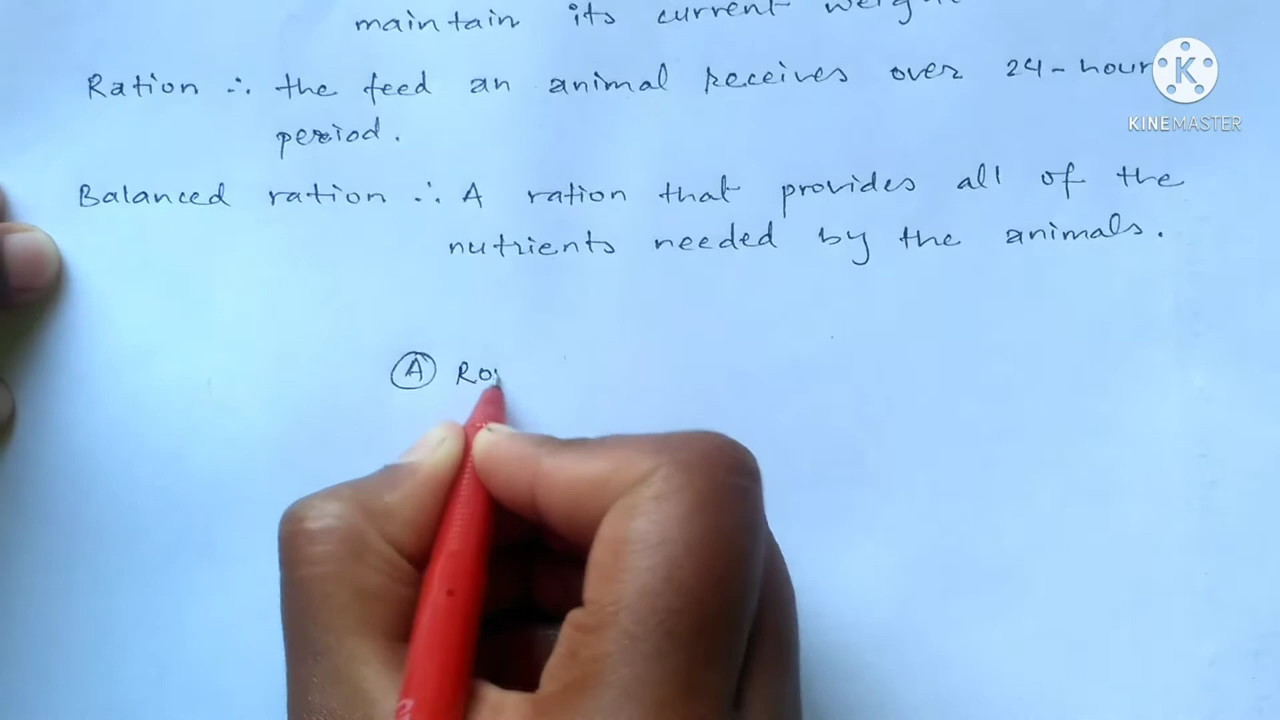 maintain its current weigh
Ration ∴ the feed an animal receives over 24-hour
period.
Balanced ration ∴ A ration that provides all of the
nutrients needed by the animals.
Ⓐ Ro
K
KINEMASTER